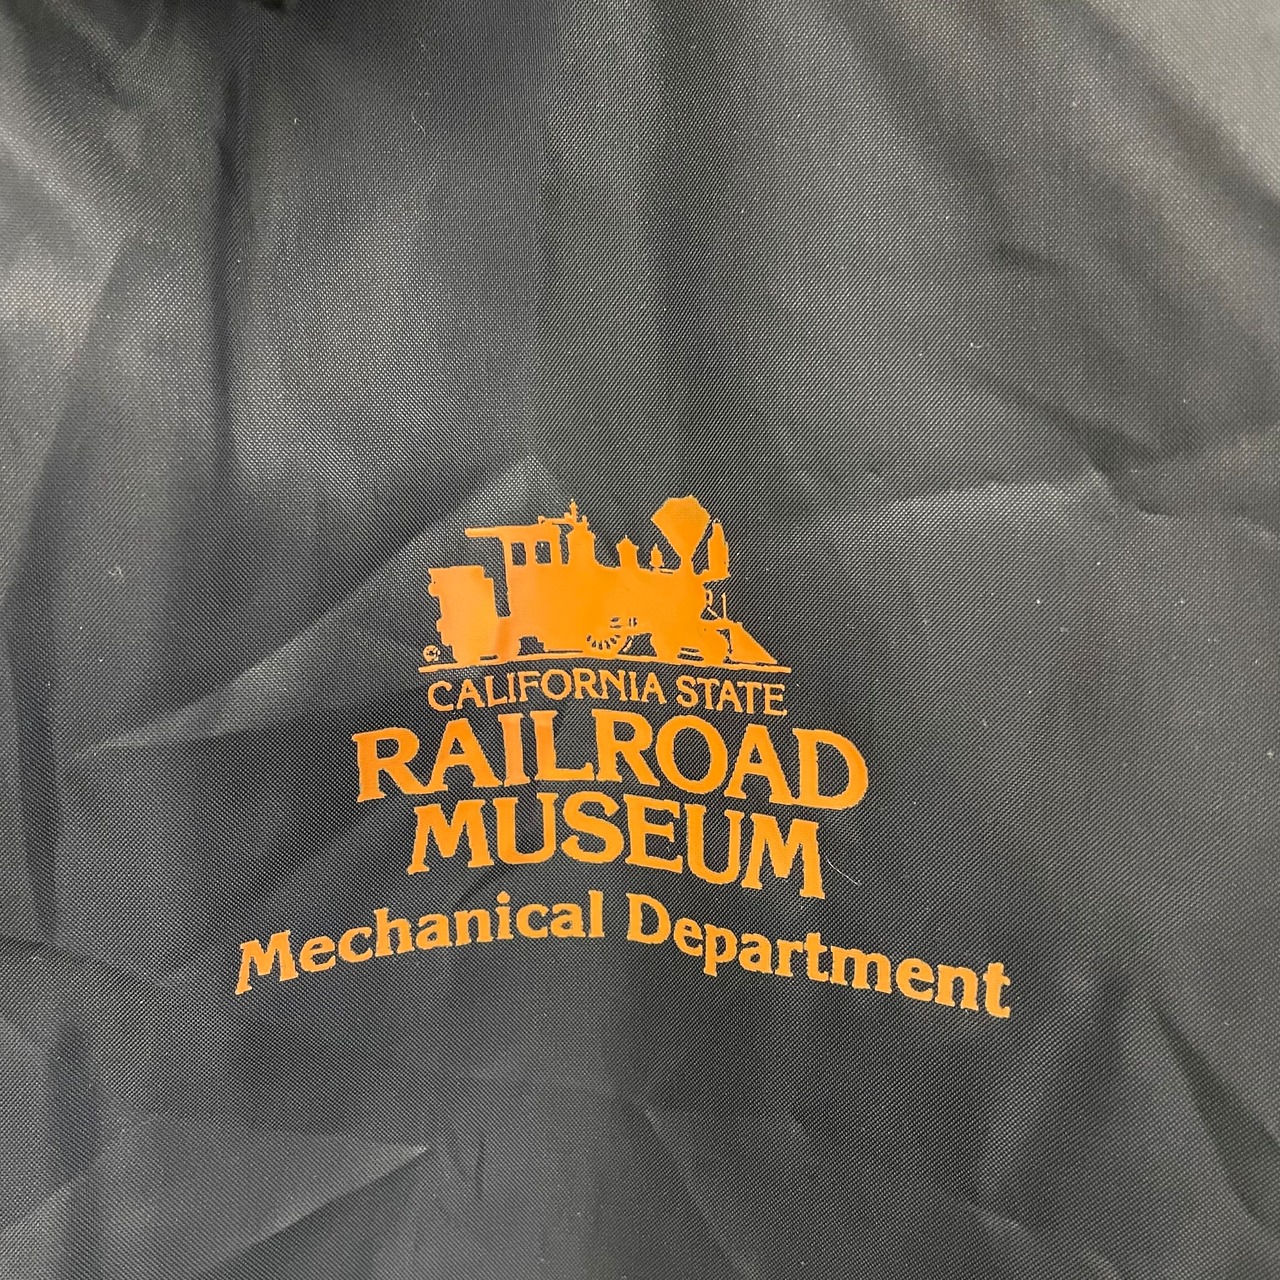 CALIFORNIA STATE
RAILROAD
MUSEUM
Mechanical Department